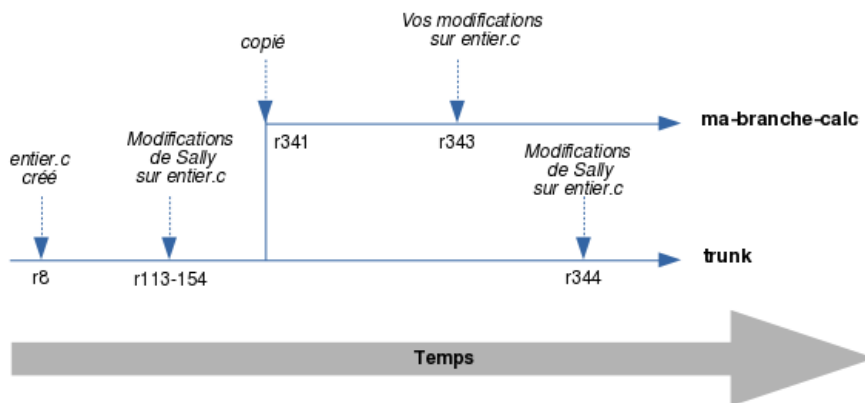 copié
Vos modifications
sur entier.c
r341
r343
ma-branche-calc
entier.c
créé
Modifications
de Sally
sur entier.c
Modifications
de Sally
sur entier.c
r8
r113-154
r344
trunk
Temps